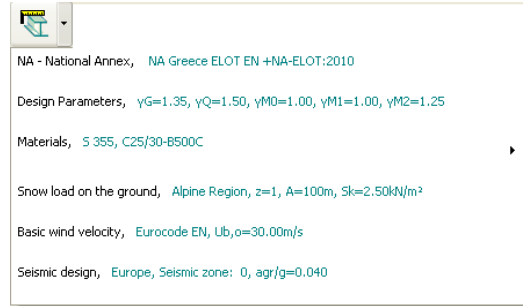 NA - National Annex, NA Greece ELOT EN +NA-ELOT:2010
Design Parameters, γG=1.35, γQ=1.50, γM0=1.00, γM1=1.00, γM2=1.25
Materials, S 355, C25/30-B500C
Snow load on the ground, Alpine Region, z=1, A=100m, Sk=2.50kN/m²
Basic wind velocity, Eurocode EN, Ub,o=30.00m/s
Seismic design, Europe, Seismic zone: 0, agr/g=0.040